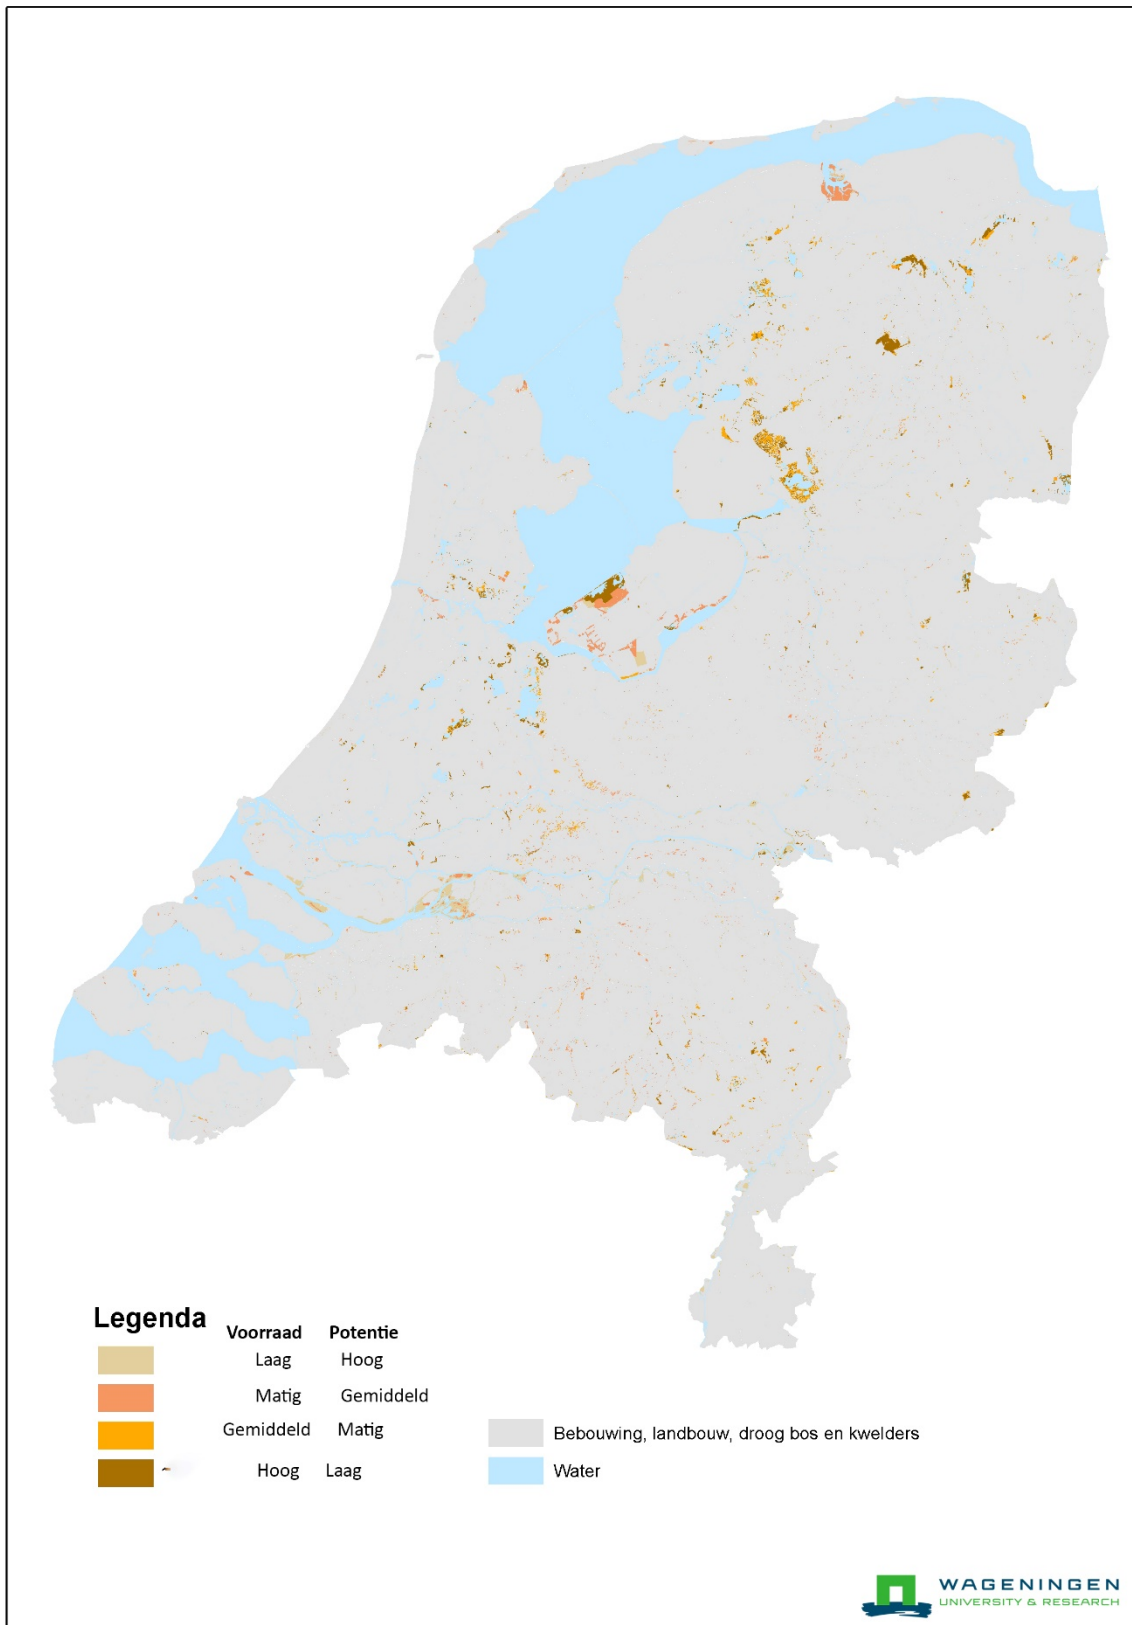 Legenda
Voorraad Potentie
Laag Hoog
Matig Gemiddeld
Gemiddeld Matig
Hoog Laag
Bebouwing, landbouw, droog bos en kwelders
Water
WAGENINGEN
UNIVERSITY & RESEARCH